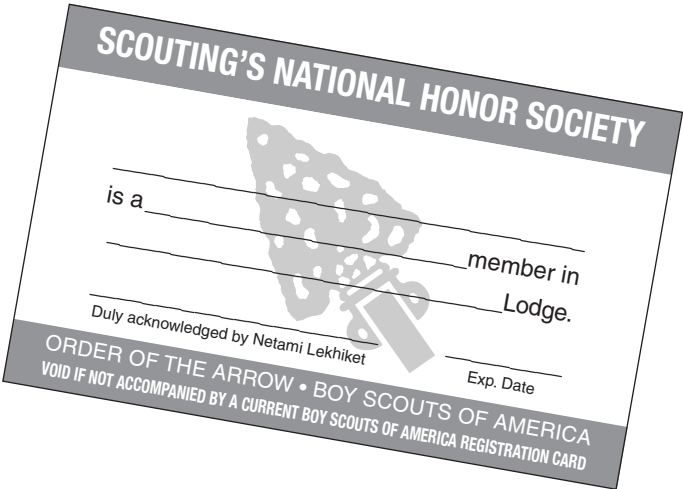 SCOUTING'S NATIONAL HONOR SOCIETY
is a member in
Lodge.
Duly acknowledged by Netami Lekhiket
Exp. Date
ORDER OF THE ARROW • BOY SCOUTS OF AMERICA
VOID IF NOT ACCOMPANIED BY A CURRENT BOY SCOUTS OF AMERICA REGISTRATION CARD